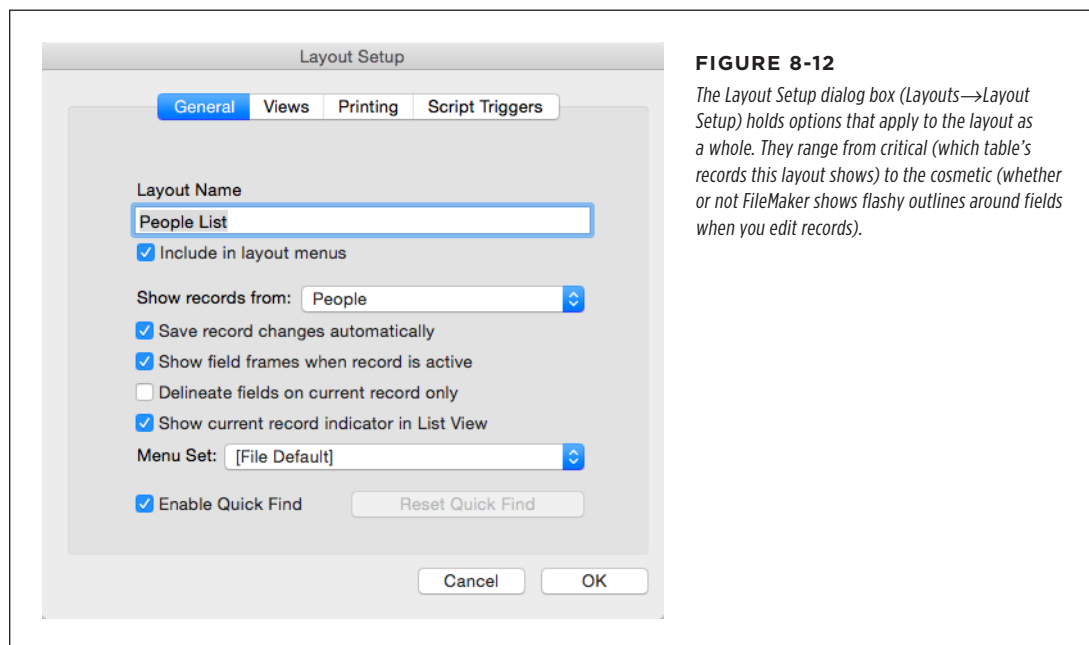 Layout Setup
General Views Printing Script Triggers
Layout Name
People List
Include in layout menus
Show records from: People
Save record changes automatically
Show field frames when record is active
Delineate fields on current record only
Show current record indicator in List View
Menu Set: [File Default]
Enable Quick Find Reset Quick Find
Cancel OK
FIGURE 8-12
The Layout Setup dialog box (Layouts→Layout
Setup) holds options that apply to the layout as
a whole. They range from critical (which table's
records this layout shows) to the cosmetic (whether
or not FileMaker shows flashy outlines around fields
when you edit records).